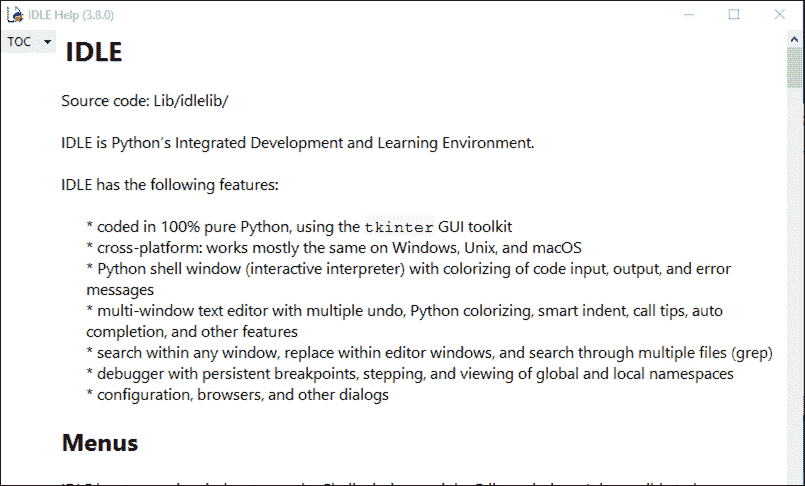 IDLE Help (3.8.0)
TOC
IDLE
Source code: Lib/idlelib/
IDLE is Python's Integrated Development and Learning Environment.
IDLE has the following features:
* coded in 100% pure Python, using the tkinter GUI toolkit
* cross-platform: works mostly the same on Windows, Unix, and macOS
* Python shell window (interactive interpreter) with colorizing of code input, output, and error
messages
* multi-window text editor with multiple undo, Python colorizing, smart indent, call tips, auto
completion, and other features
* search within any window, replace within editor windows, and search through multiple files (grep)
* debugger with persistent breakpoints, stepping, and viewing of global and local namespaces
* configuration, browsers, and other dialogs
Menus